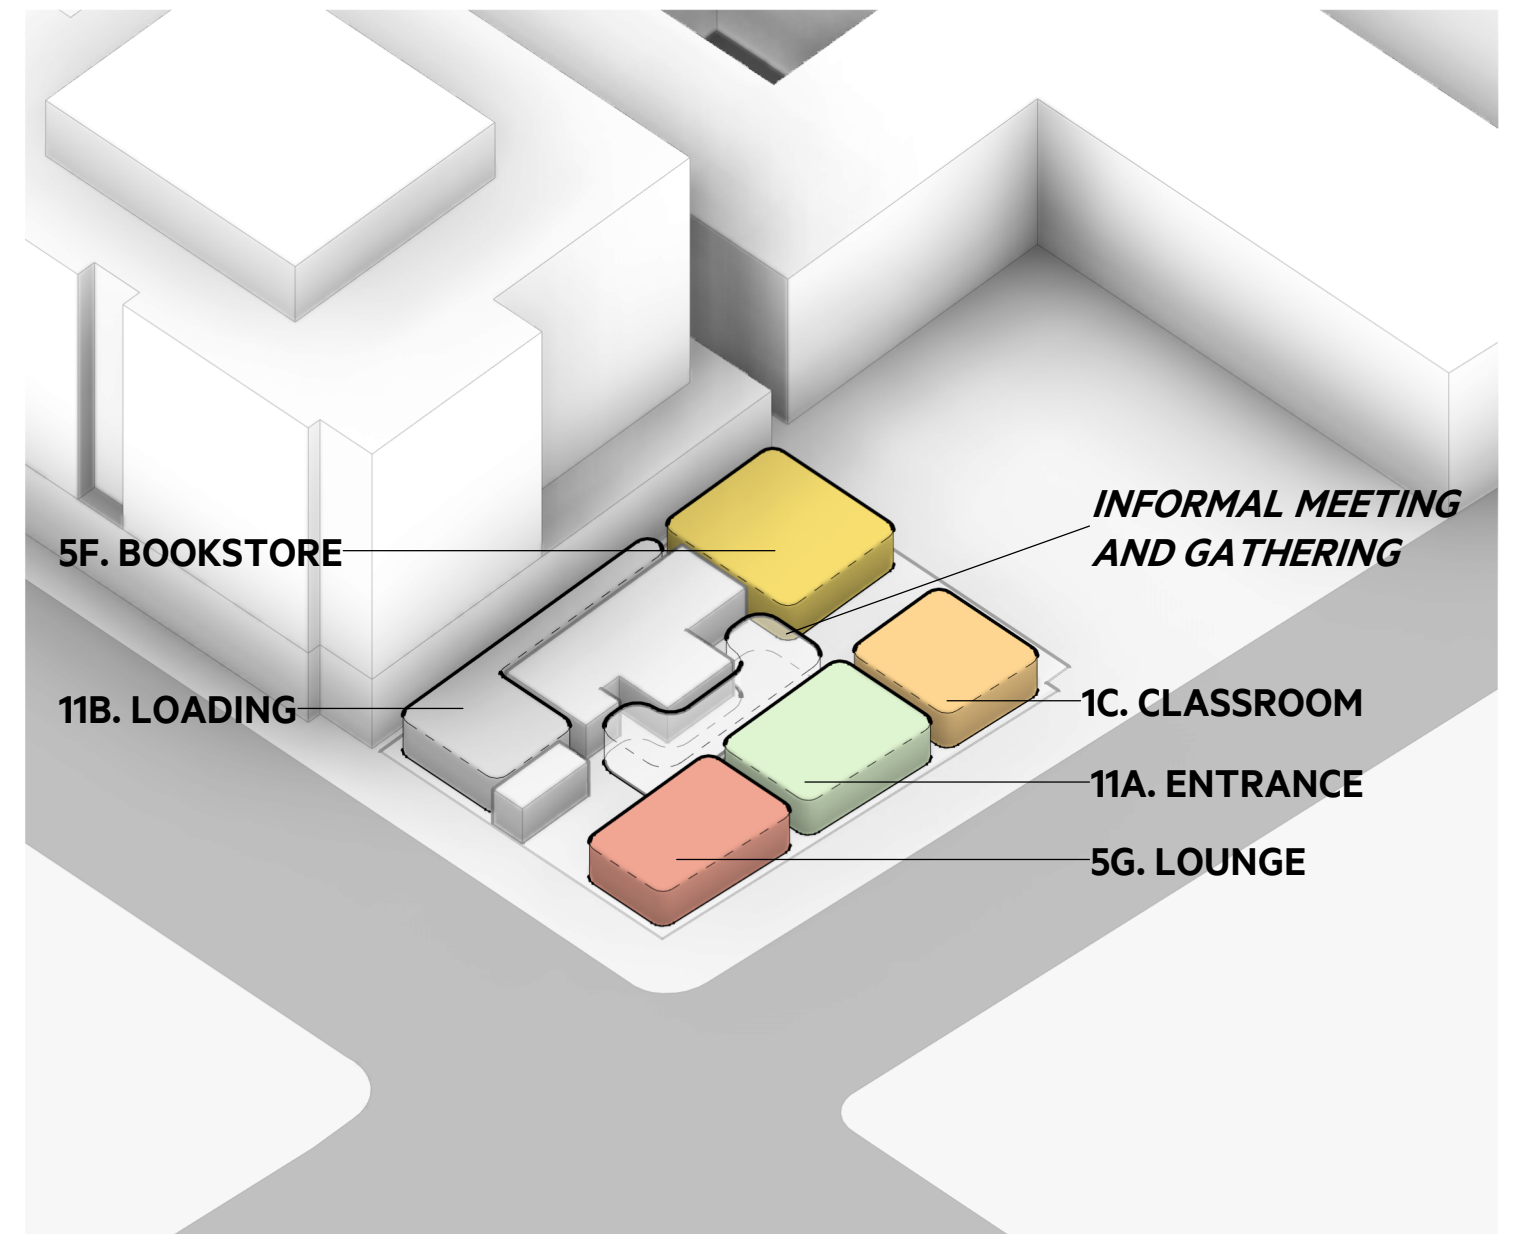 INFORMAL MEETING
AND GATHERING
5F. BOOKSTORE
11B. LOADING
1C. CLASSROOM
11A. ENTRANCE
5G. LOUNGE